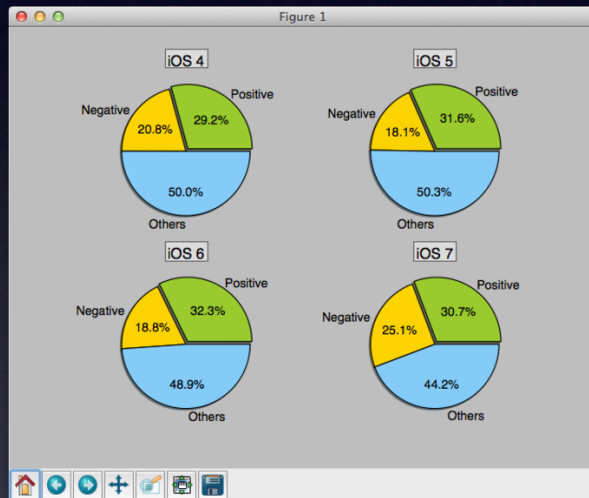 Figure 1
iOS 4
Positive
Negative
29.2%
20.8%
50.0%
Others
iOS 5
Positive
Negative
31.6%
18.1%
50.3%
Others
iOS 6
Positive
Negative
32.3%
18.8%
48.9%
Others
iOS 7
Positive
Negative
30.7%
25.1%
44.2%
Others